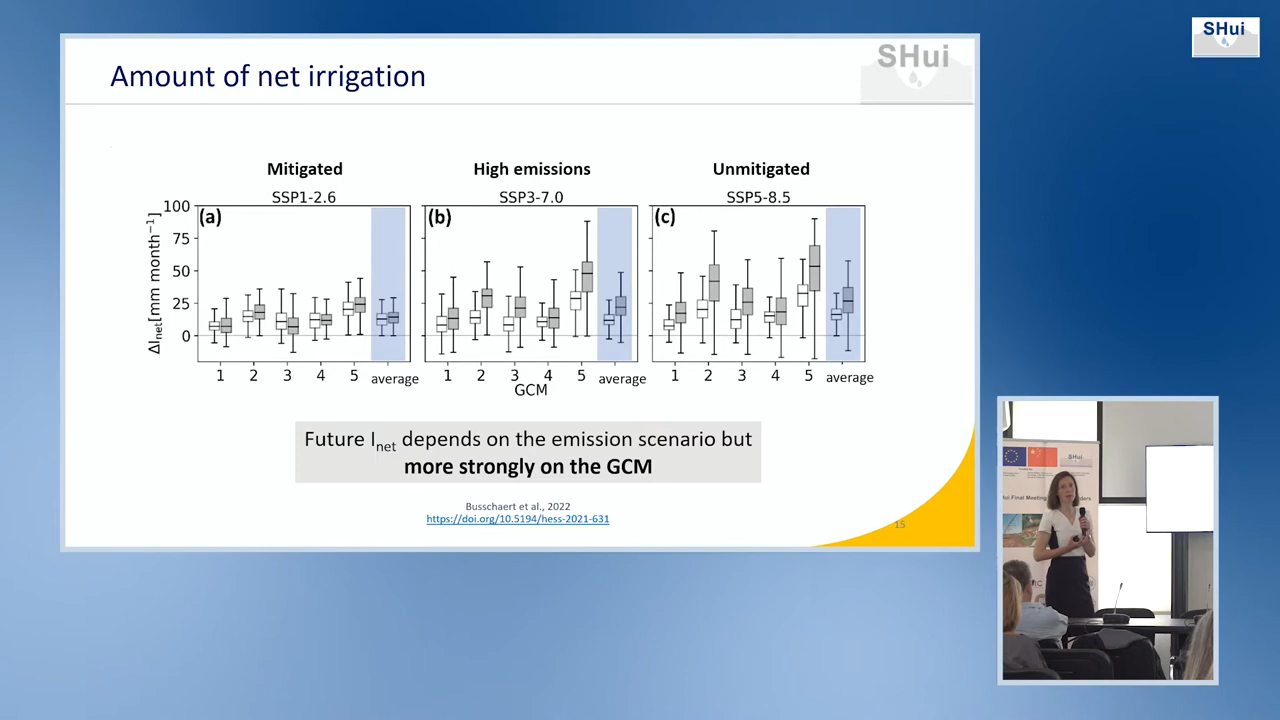 SHui
SHui
Amount of net irrigation
Mitigated
High emissions
Unmitigated
SSP1-2.6
SSP3-7.0
SSP5-8.5
(a)
(b)
(c)
100
75
50
25
0
ΔI_net[mm month⁻¹]
1 2 3 4 5 average
1 2 3 4 5 average
1 2 3 4 5 average
GCM
Future I_net depends on the emission scenario but
more strongly on the GCM
Busschaert et al., 2022
https://doi.org/10.5194/hess-2021-631
15
SHui
Final Meeting